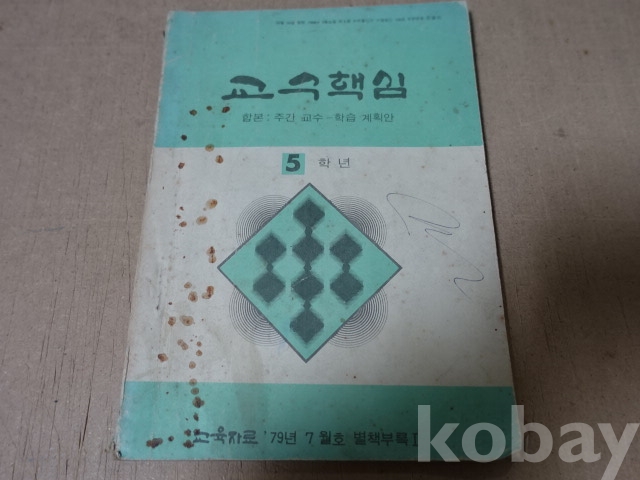 교수핵심
합본: 주간 교수-학습 계획안
5 학년
교육자료 '79년 7월호 별책부록 I
kobay